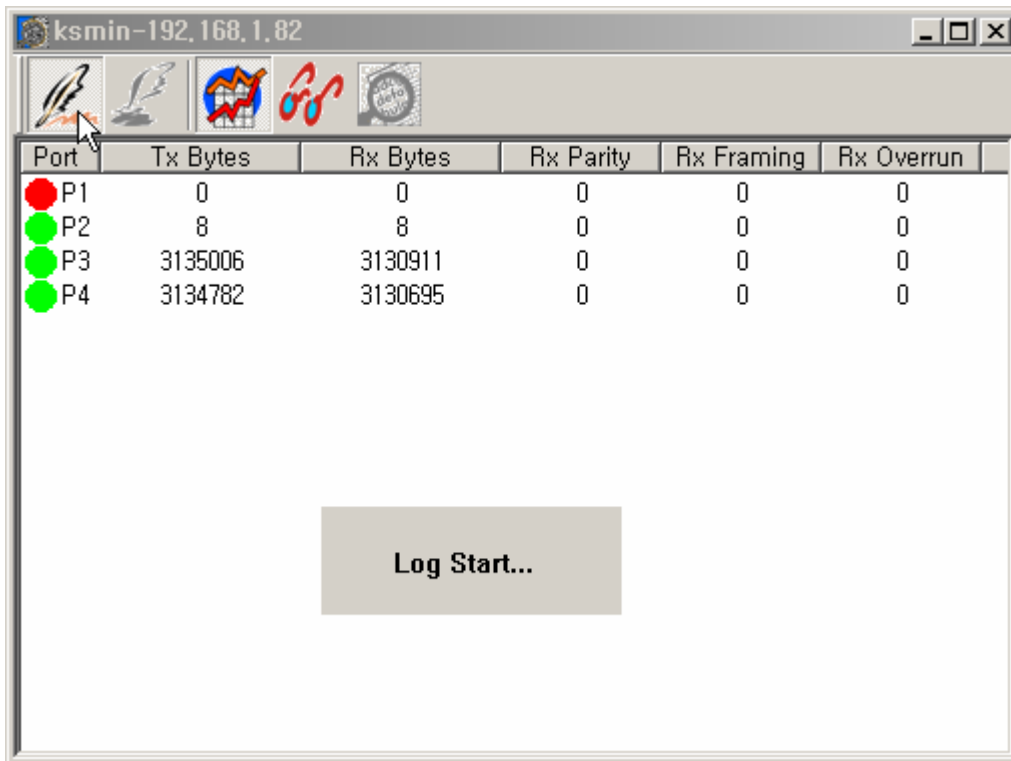 ksmin-192,168,1,82
Port Tx Bytes Rx Bytes Rx Parity Rx Framing Rx Overrun
P1 0 0 0 0 0
P2 8 8 0 0 0
P3 3135006 3130911 0 0 0
P4 3134782 3130695 0 0 0
Log Start...